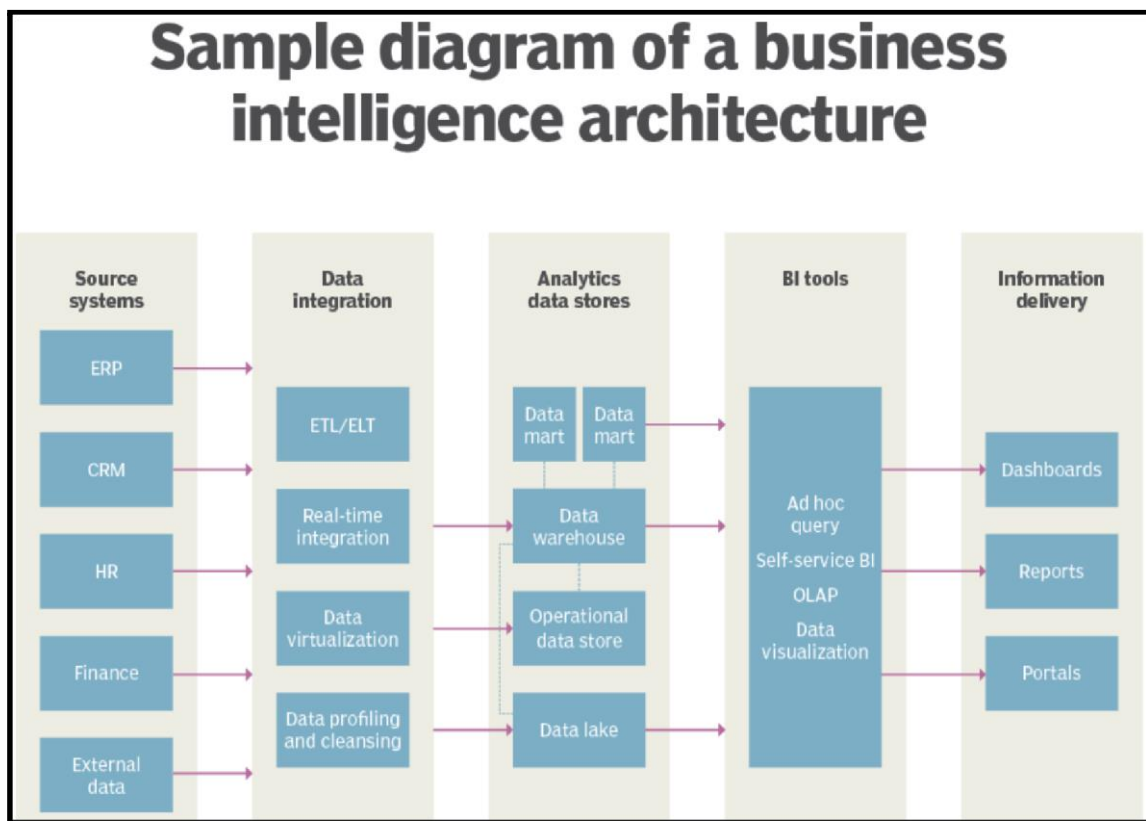 Sample diagram of a business
intelligence architecture
Source
systems
ERP
CRM
HR
Finance
External
data
Data
integration
ETL/ELT
Real-time
integration
Data
virtualization
Data profiling
and cleansing
Analytics
data stores
Data
mart
Data
mart
Data
warehouse
Operational
data store
Data lake
BI tools
Ad hoc
query
Self-service BI
OLAP
Data
visualization
Information
delivery
Dashboards
Reports
Portals